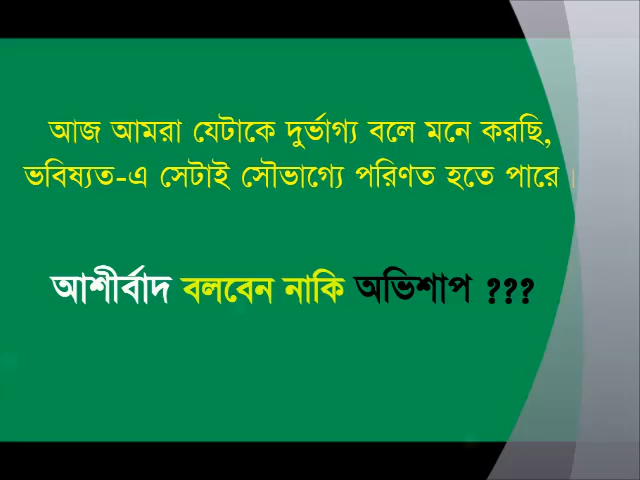 আজ আমরা যেটাকে দুর্ভাগ্য বলে মনে করছি,
ভবিষ্যত-এ সেটাই সৌভাগ্যে পরিণত হতে পারে ।
আশীর্বাদ বলবেন নাকি অভিশাপ ???